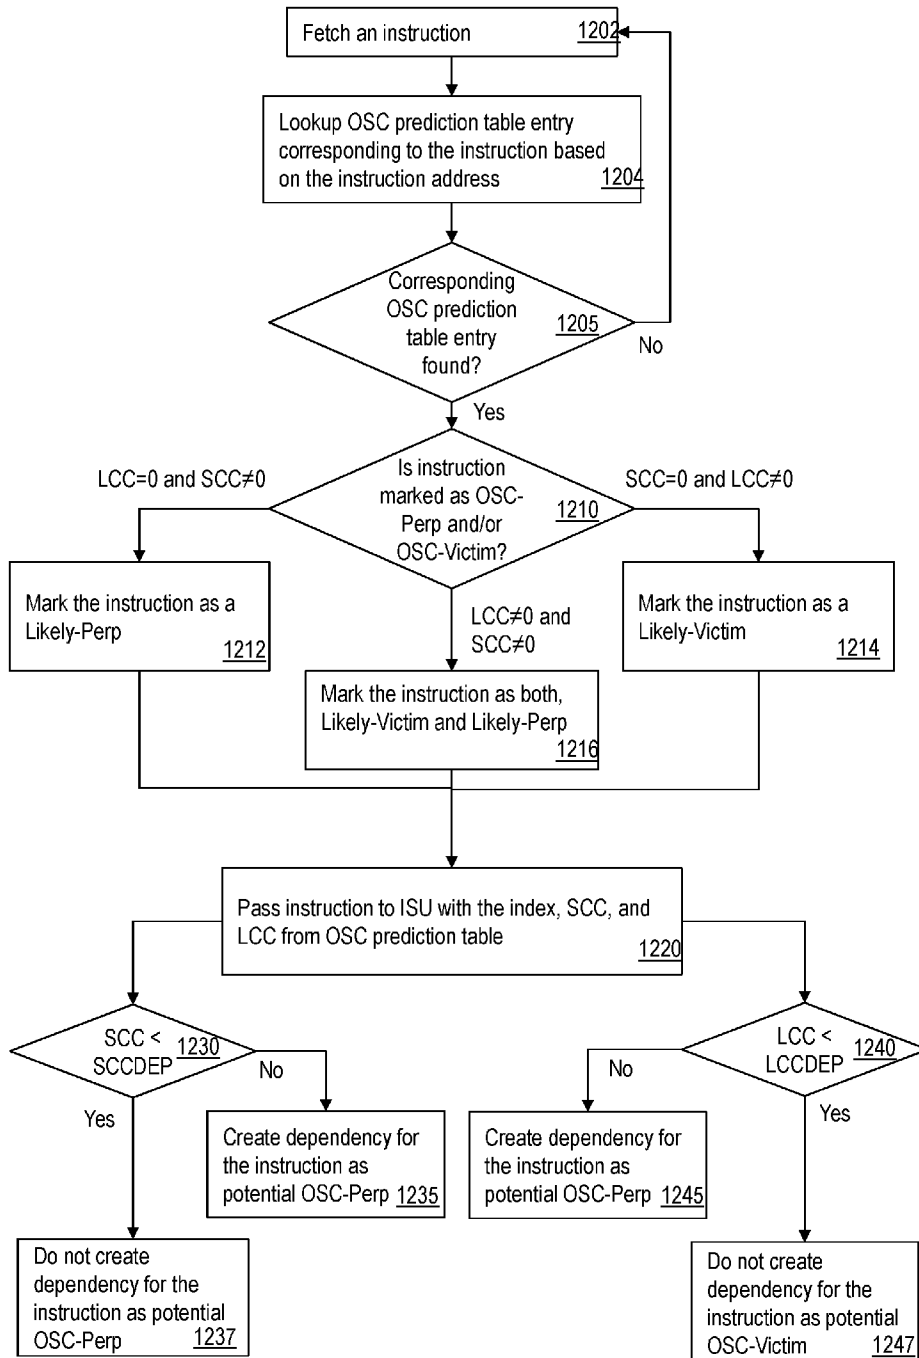 Fetch an instruction 1202
Lookup OSC prediction table entry
corresponding to the instruction based
on the instruction address 1204
Corresponding
OSC prediction
table entry
found?
1205
No
Yes
LCC=0 and SCC≠0
Is instruction
marked as OSC-
Perp and/or
OSC-Victim?
1210
SCC=0 and LCC≠0
Mark the instruction as a
Likely-Perp
1212
LCC≠0 and
SCC≠0
Mark the instruction as a
Likely-Victim
1214
Mark the instruction as both,
Likely-Victim and Likely-Perp
1216
Pass instruction to ISU with the index, SCC, and
LCC from OSC prediction table
1220
SCC <
SCCDEP
1230
No
Yes
LCC <
LCCDEP
1240
No
Yes
Create dependency for
the instruction as
potential OSC-Perp 1235
Create dependency for
the instruction as
potential OSC-Perp 1245
Do not create
dependency for the
instruction as potential
OSC-Perp 1237
Do not create
dependency for the
instruction as potential
OSC-Victim 1247